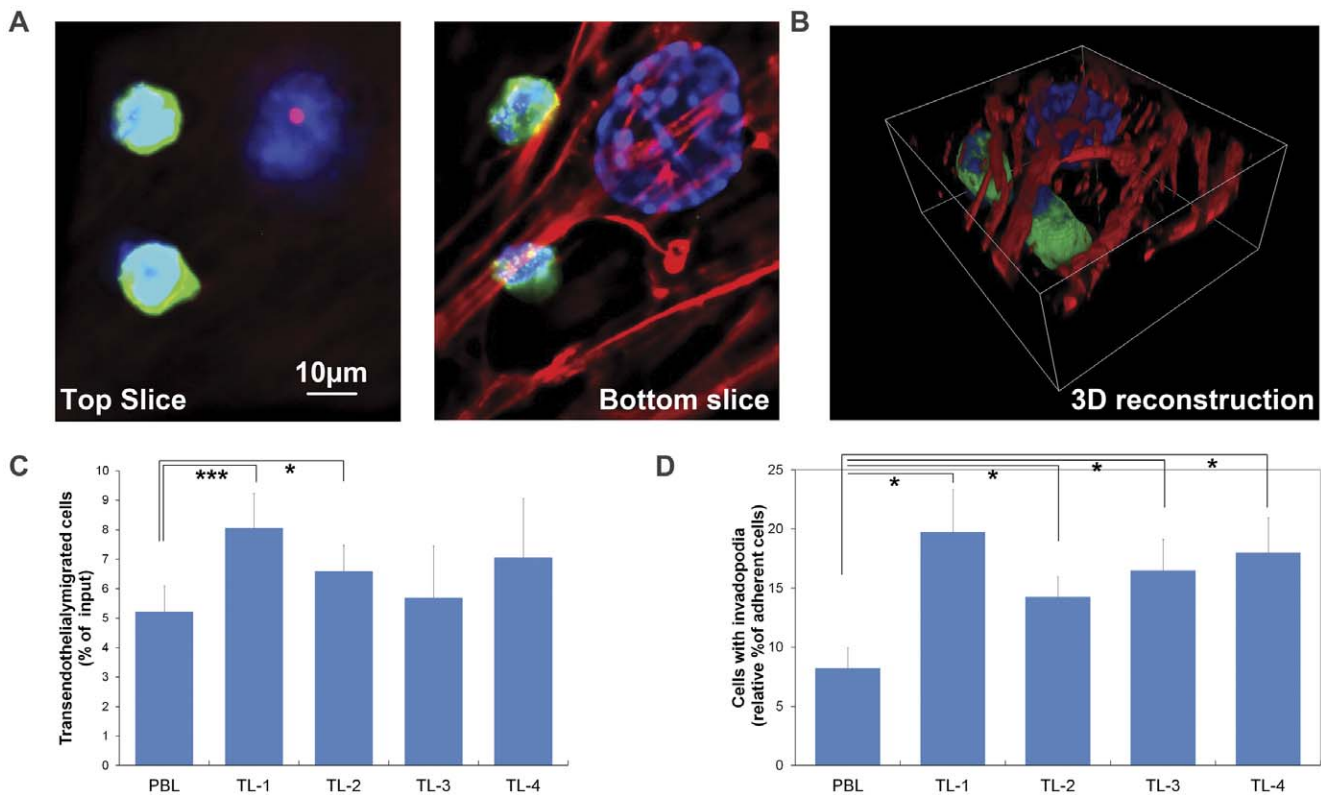 A
B
Top Slice
10µm
Bottom slice
3D reconstruction
C
Transendothelialymigrated cells
(% of input)
10
9
8
7
6
5
4
3
2
1
0
***
*
PBL
TL-1
TL-2
TL-3
TL-4
D
Cells with invadopodia
(relative %of adherent cells)
25
20
15
10
5
0
*
*
*
*
PBL
TL-1
TL-2
TL-3
TL-4